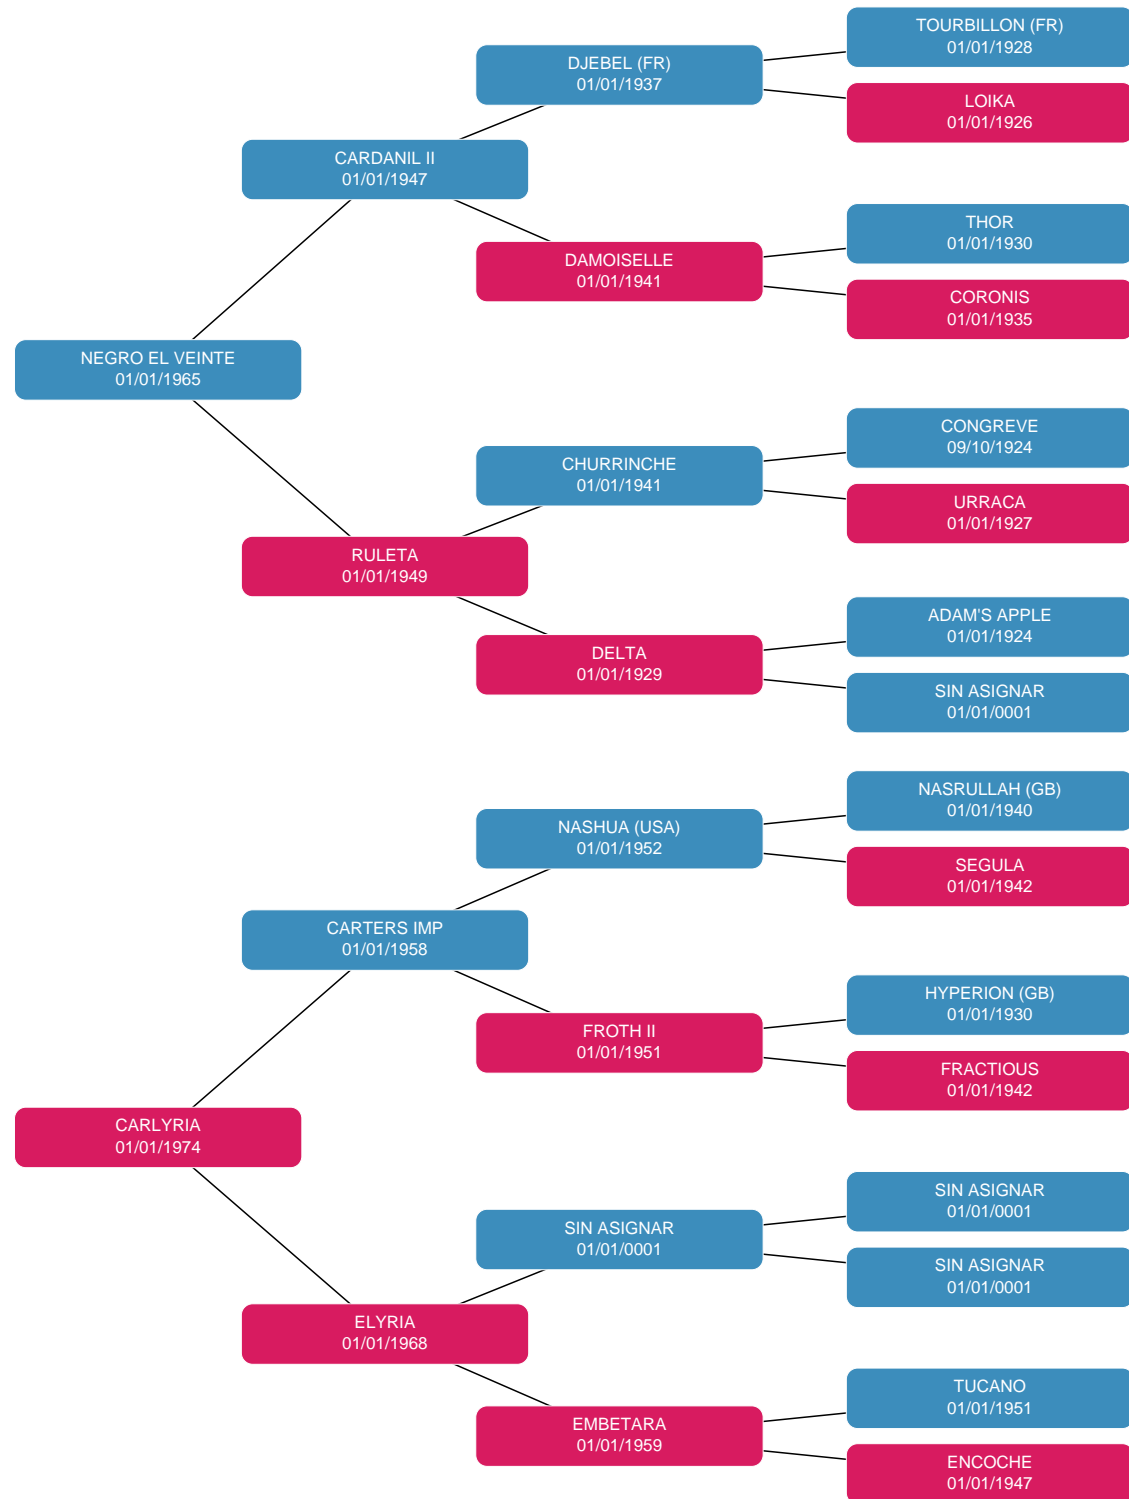 TOURBILLON (FR)
01/01/1928
DJEBEL (FR)
01/01/1937
LOIKA
01/01/1926
CARDANIL II
01/01/1947
THOR
01/01/1930
DAMOISELLE
01/01/1941
CORONIS
01/01/1935
NEGRO EL VEINTE
01/01/1965
CONGREVE
09/10/1924
CHURRINCHE
01/01/1941
URRACA
01/01/1927
RULETA
01/01/1949
ADAM'S APPLE
01/01/1924
DELTA
01/01/1929
SIN ASIGNAR
01/01/0001
NASRULLAH (GB)
01/01/1940
NASHUA (USA)
01/01/1952
SEGULA
01/01/1942
CARTERS IMP
01/01/1958
HYPERION (GB)
01/01/1930
FROTH II
01/01/1951
FRACTIOUS
01/01/1942
CARLYRIA
01/01/1974
SIN ASIGNAR
01/01/0001
SIN ASIGNAR
01/01/0001
SIN ASIGNAR
01/01/0001
ELYRIA
01/01/1968
TUCANO
01/01/1951
EMBETARA
01/01/1959
ENCOCHE
01/01/1947